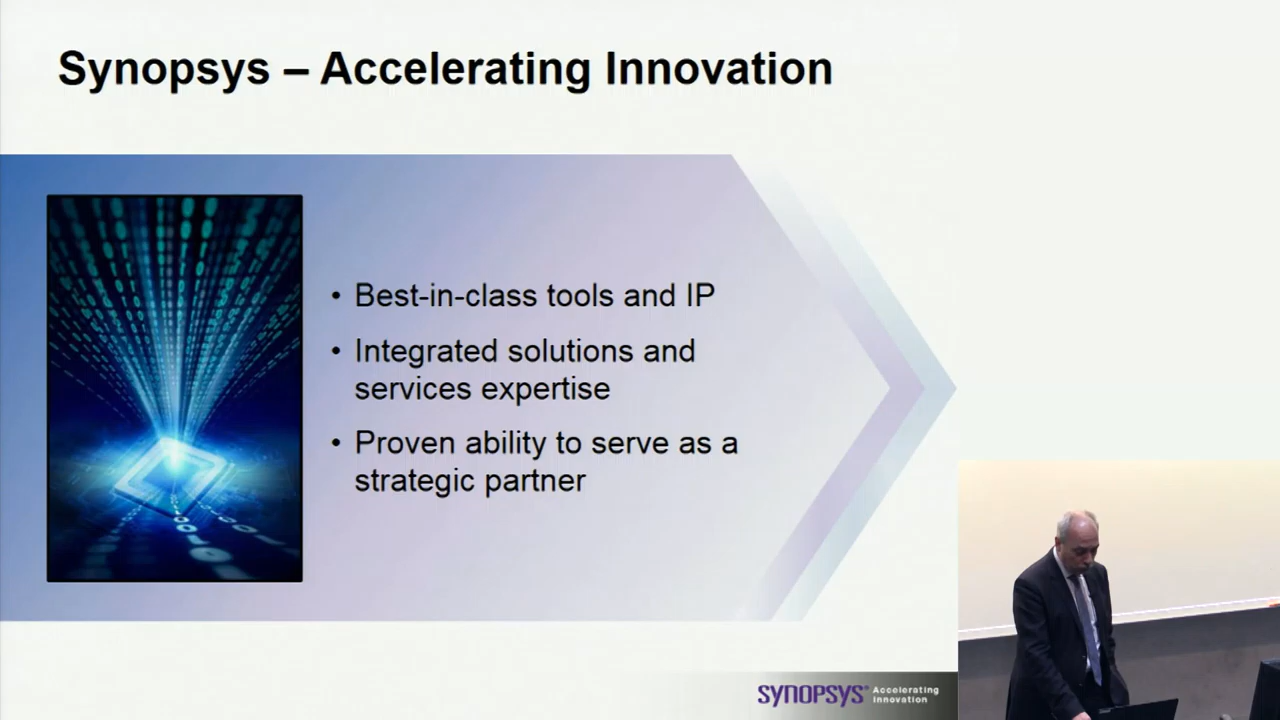 Synopsys – Accelerating Innovation
• Best-in-class tools and IP
• Integrated solutions and
services expertise
• Proven ability to serve as a
strategic partner
SYNOPSYS® Accelerating
Innovation